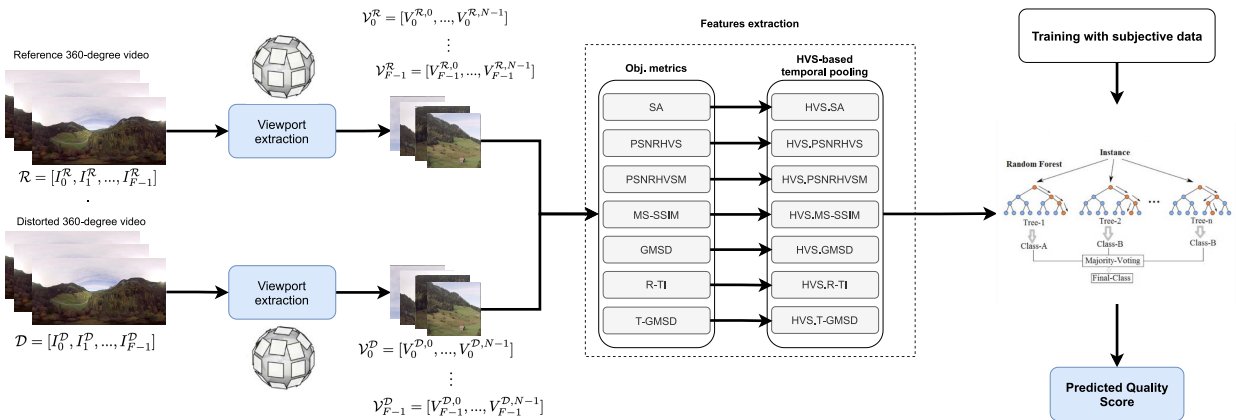 Reference 360-degree video
ℛ = [I_0^ℛ, I_1^ℛ, ..., I_{F-1}^ℛ]
.
Distorted 360-degree video
𝒟 = [I_0^𝒟, I_1^𝒟, ..., I_{F-1}^𝒟]
Viewport
extraction
Viewport
extraction
𝒱_0^ℛ = [V_0^{ℛ,0}, ..., V_0^{ℛ,N-1}]
⋮
𝒱_{F-1}^ℛ = [V_{F-1}^{ℛ,0}, ..., V_{F-1}^{ℛ,N-1}]
𝒱_0^𝒟 = [V_0^{𝒟,0}, ..., V_0^{𝒟,N-1}]
⋮
𝒱_{F-1}^𝒟 = [V_{F-1}^{𝒟,0}, ..., V_{F-1}^{𝒟,N-1}]
Features extraction
Obj. metrics
SA
PSNRHVS
PSNRHVSM
MS-SSIM
GMSD
R-TI
T-GMSD
HVS-based
temporal pooling
HVS.SA
HVS.PSNRHVS
HVS.PSNRHVSM
HVS.MS-SSIM
HVS.GMSD
HVS.R-TI
HVS.T-GMSD
Training with subjective data
Instance
Random Forest
...
Tree-1 Tree-2 Tree-n
Class-A Class-B Class-B
Majority-Voting
Final-Class
Predicted Quality
Score